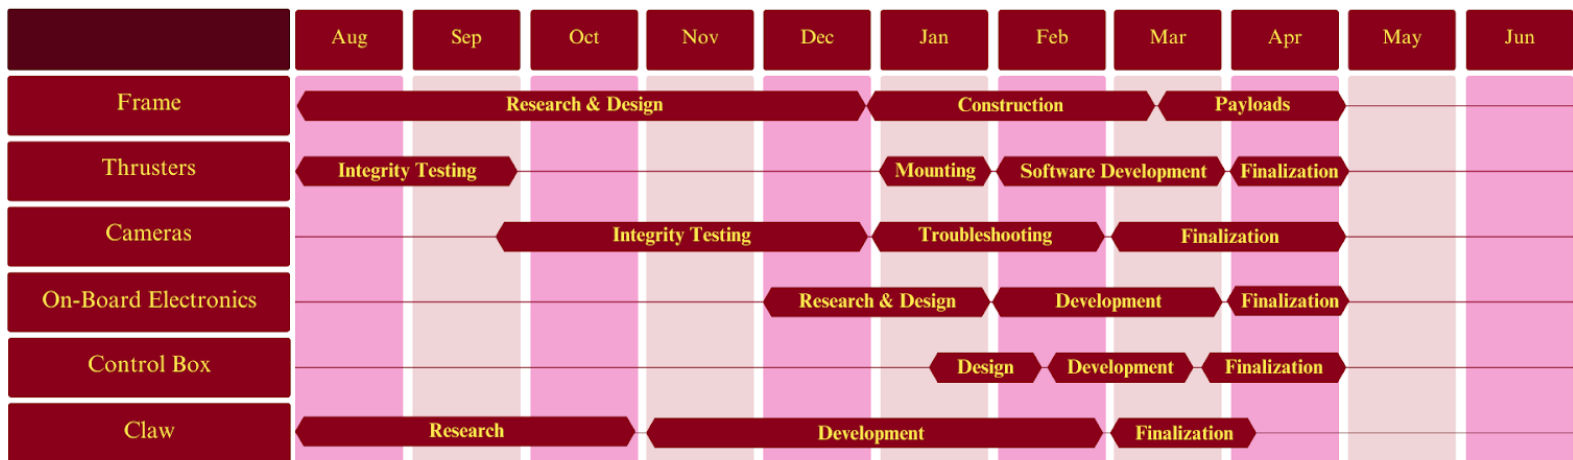 Aug Sep Oct Nov Dec Jan Feb Mar Apr May Jun
Frame Research & Design Construction Payloads
Thrusters Integrity Testing Mounting Software Development Finalization
Cameras Integrity Testing Troubleshooting Finalization
On-Board Electronics Research & Design Development Finalization
Control Box Design Development Finalization
Claw Research Development Finalization